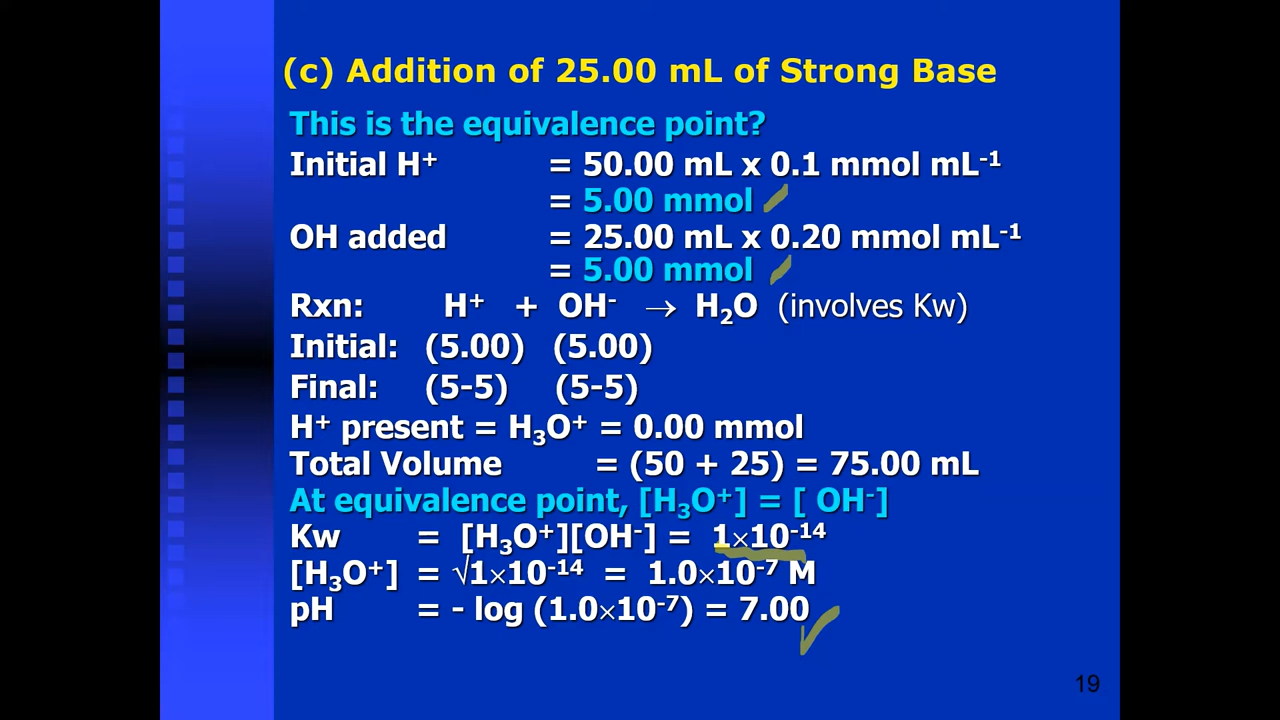 (c) Addition of 25.00 mL of Strong Base
This is the equivalence point?
Initial H⁺ = 50.00 mL x 0.1 mmol mL⁻¹
= 5.00 mmol
OH added = 25.00 mL x 0.20 mmol mL⁻¹
= 5.00 mmol
Rxn: H⁺ + OH⁻ → H₂O (involves Kw)
Initial: (5.00) (5.00)
Final: (5-5) (5-5)
H⁺ present = H₃O⁺ = 0.00 mmol
Total Volume = (50 + 25) = 75.00 mL
At equivalence point, [H₃O⁺] = [ OH⁻]
Kw = [H₃O⁺][OH⁻] = 1×10⁻¹⁴
[H₃O⁺] = √1×10⁻¹⁴ = 1.0×10⁻⁷ M
pH = - log (1.0×10⁻⁷) = 7.00
19